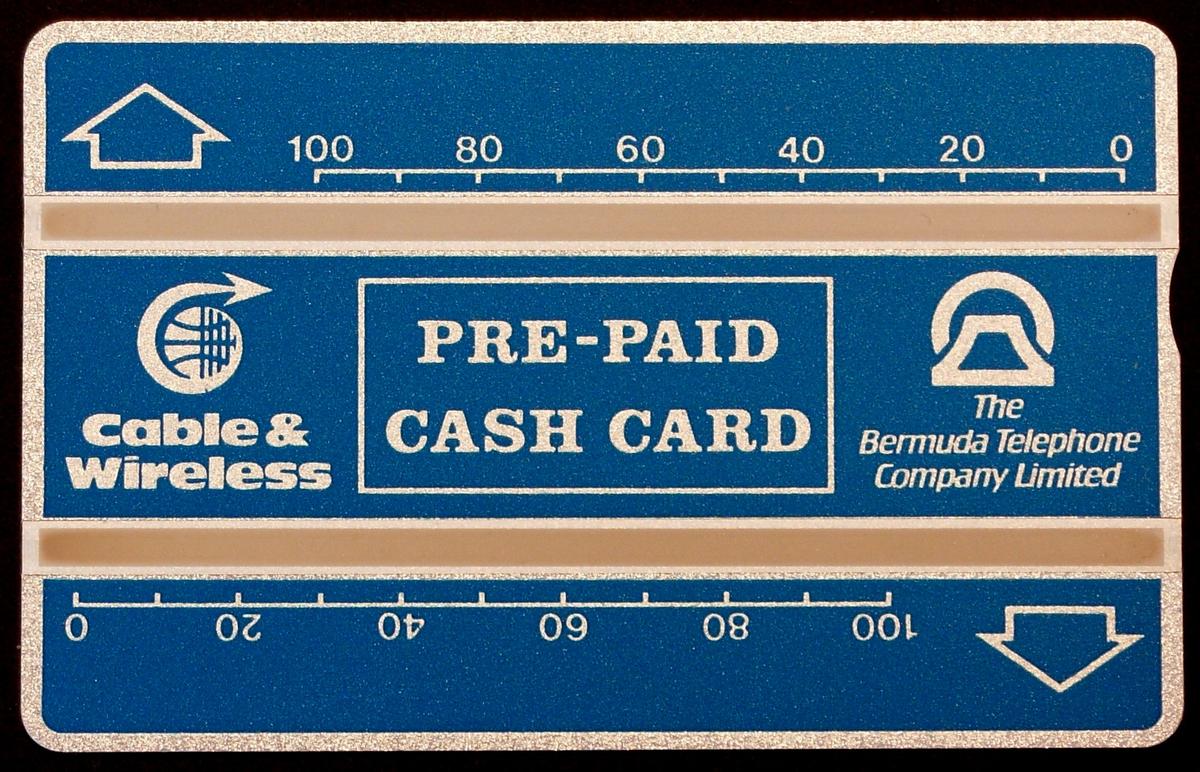 100 80 60 40 20 0
Cable &
Wireless
PRE-PAID
CASH CARD
The
Bermuda Telephone
Company Limited
0 20 40 60 80 100